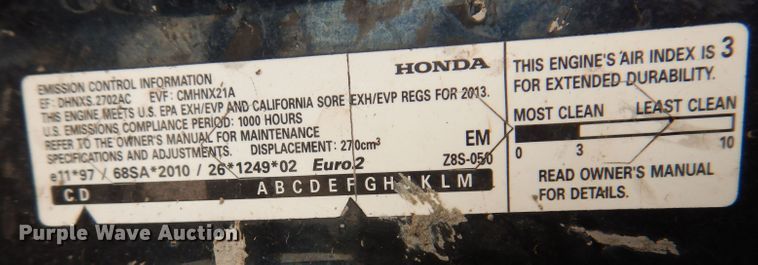 HONDA
EMISSION CONTROL INFORMATION
EF: DHNXS.2702AC EVF: CMHNX21A
THIS ENGINE MEETS U.S. EPA EXH/EVP AND CALIFORNIA SORE EXH/EVP REGS FOR 2013.
U.S. EMISSIONS COMPLIANCE PERIOD: 1000 HOURS
REFER TO THE OWNER'S MANUAL FOR MAINTENANCE EM
SPECIFICATIONS AND ADJUSTMENTS. DISPLACEMENT: 270cm³
Z8S-050
e11*97 / 68SA*2010 / 26*1249*02 Euro2
C D A B C D E F G H I J K L M
THIS ENGINE'S AIR INDEX IS 3
FOR EXTENDED DURABILITY.
MOST CLEAN LEAST CLEAN
0 3 10
READ OWNER'S MANUAL
FOR DETAILS.
Purple Wave Auction